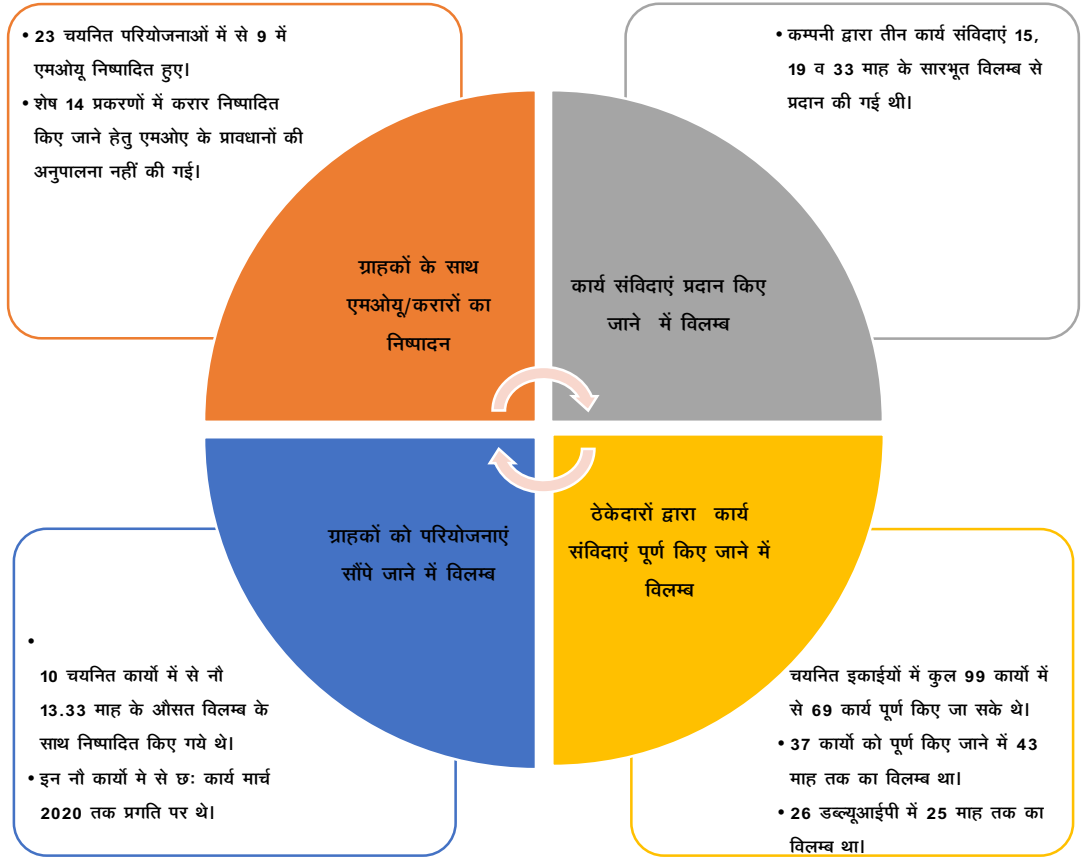 • 23 चयनित परियोजनाओं में से 9 में
एमओयू निष्पादित हुए।
• शेष 14 प्रकरणों में करार निष्पादित
किए जाने हेतु एमओए के प्रावधानों की
अनुपालना नहीं की गई।
• कम्पनी द्वारा तीन कार्य संविदाएं 15,
19 व 33 माह के सारभूत विलम्ब से
प्रदान की गई थी।
ग्राहकों के साथ
एमओयू/करारों का
निष्पादन
कार्य संविदाएं प्रदान किए
जाने में विलम्ब
ग्राहकों को परियोजनाएं
सौंपे जाने में विलम्ब
ठेकेदारों द्वारा कार्य
संविदाएं पूर्ण किए जाने में
विलम्ब
•
10 चयनित कार्यो में से नौ
13.33 माह के औसत विलम्ब के
साथ निष्पादित किए गये थे।
• इन नौ कार्यो मे से छः कार्य मार्च
2020 तक प्रगति पर थे।
चयनित इकाईयों में कुल 99 कार्यो में
से 69 कार्य पूर्ण किए जा सके थे।
• 37 कार्यो को पूर्ण किए जाने में 43
माह तक का विलम्ब था।
• 26 डब्ल्यूआईपी में 25 माह तक का
विलम्ब था।